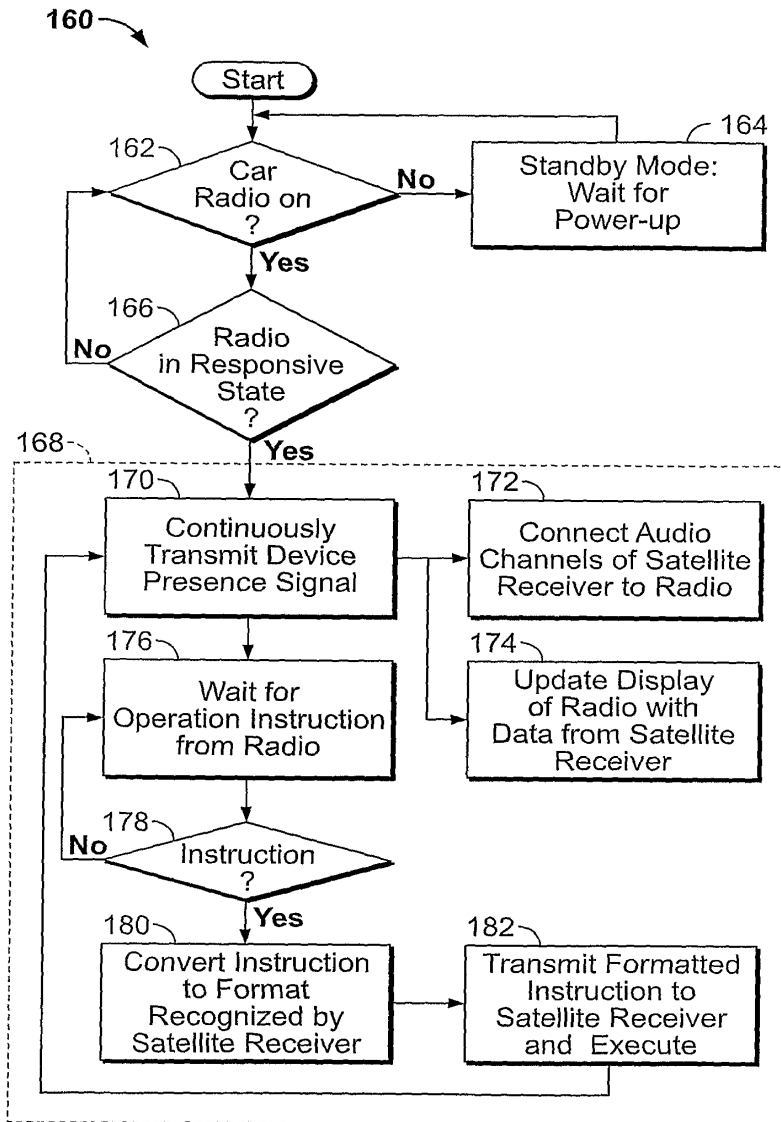 160
Start
162
Car
Radio on
?
No
164
Standby Mode:
Wait for
Power-up
Yes
166
Radio
in Responsive
State
?
No
Yes
168
170
Continuously
Transmit Device
Presence Signal
172
Connect Audio
Channels of Satellite
Receiver to Radio
174
Update Display
of Radio with
Data from Satellite
Receiver
176
Wait for
Operation Instruction
from Radio
178
No
Instruction
?
Yes
180
Convert Instruction
to Format
Recognized by
Satellite Receiver
182
Transmit Formatted
Instruction to
Satellite Receiver
and Execute